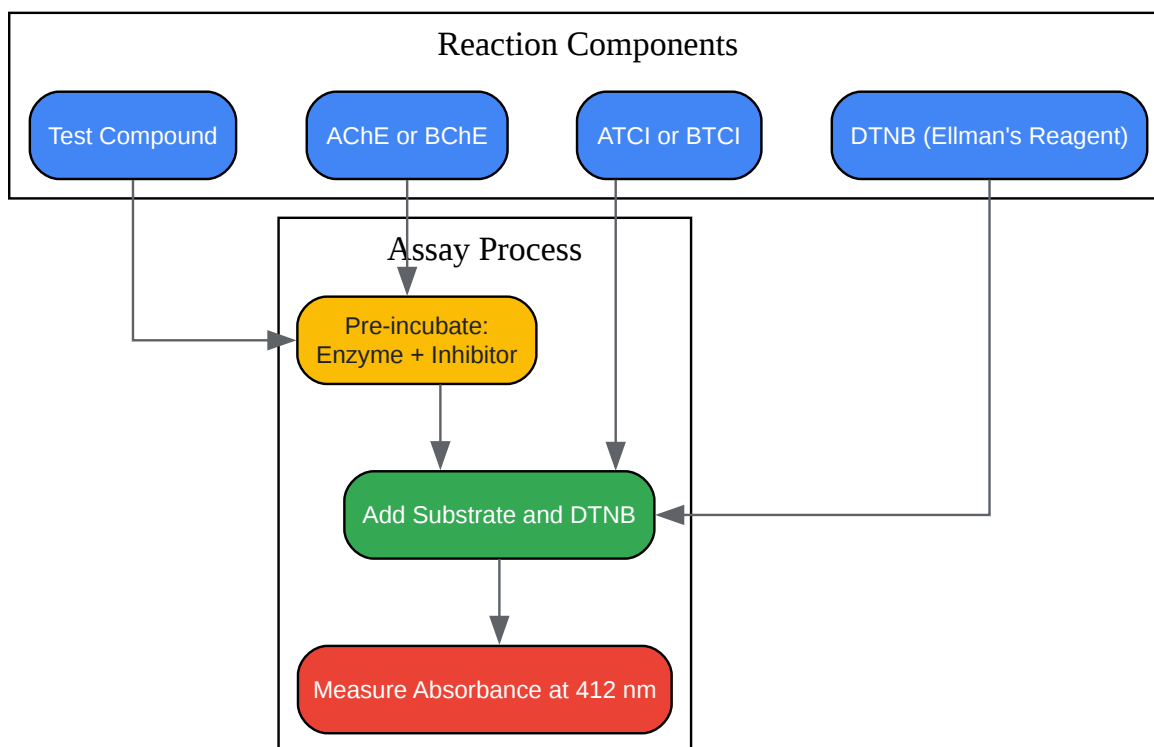 Reaction Components
Test Compound
AChE or BChE
ATCI or BTCI
DTNB (Ellman's Reagent)
Assay Process
Pre-incubate:
Enzyme + Inhibitor
Add Substrate and DTNB
Measure Absorbance at 412 nm